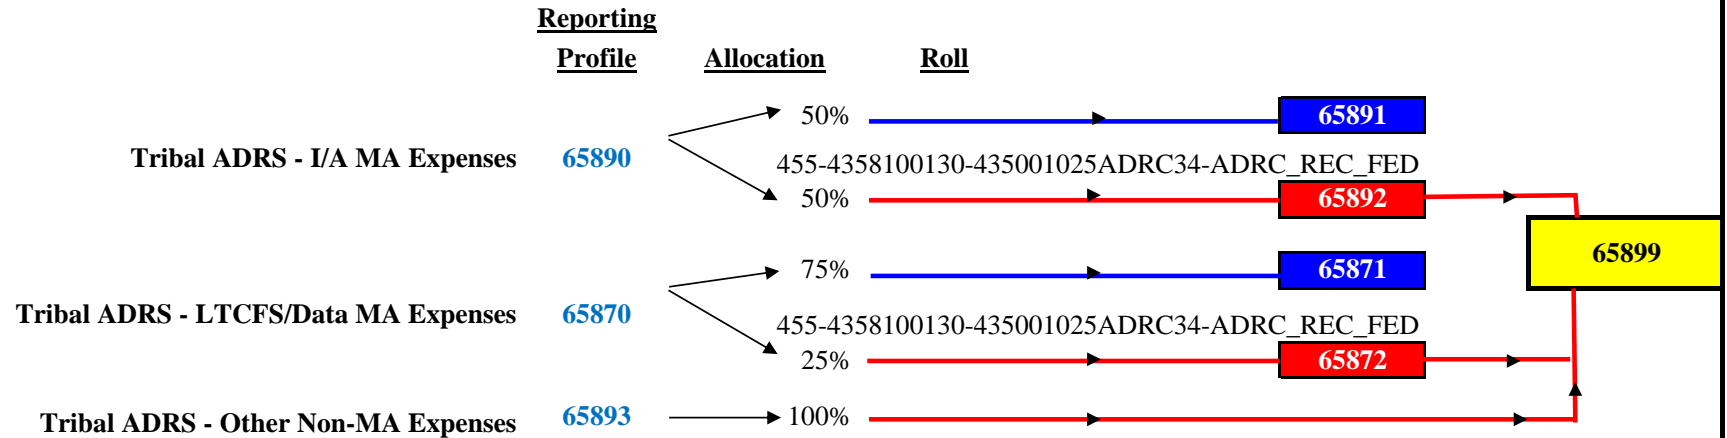 Reporting
Profile Allocation Roll
50% 65891
Tribal ADRS - I/A MA Expenses 65890
455-4358100130-435001025ADRC34-ADRC_REC_FED
50% 65892
65899
75% 65871
Tribal ADRS - LTCFS/Data MA Expenses 65870
455-4358100130-435001025ADRC34-ADRC_REC_FED
25% 65872
Tribal ADRS - Other Non-MA Expenses 65893 100%